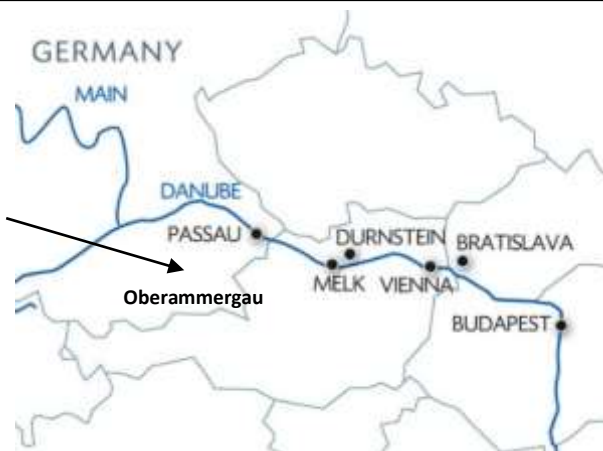 GERMANY
MAIN
DANUBE
PASSAU
DURNSTEIN
BRATISLAVA
MELK
VIENNA
Oberammergau
BUDAPEST